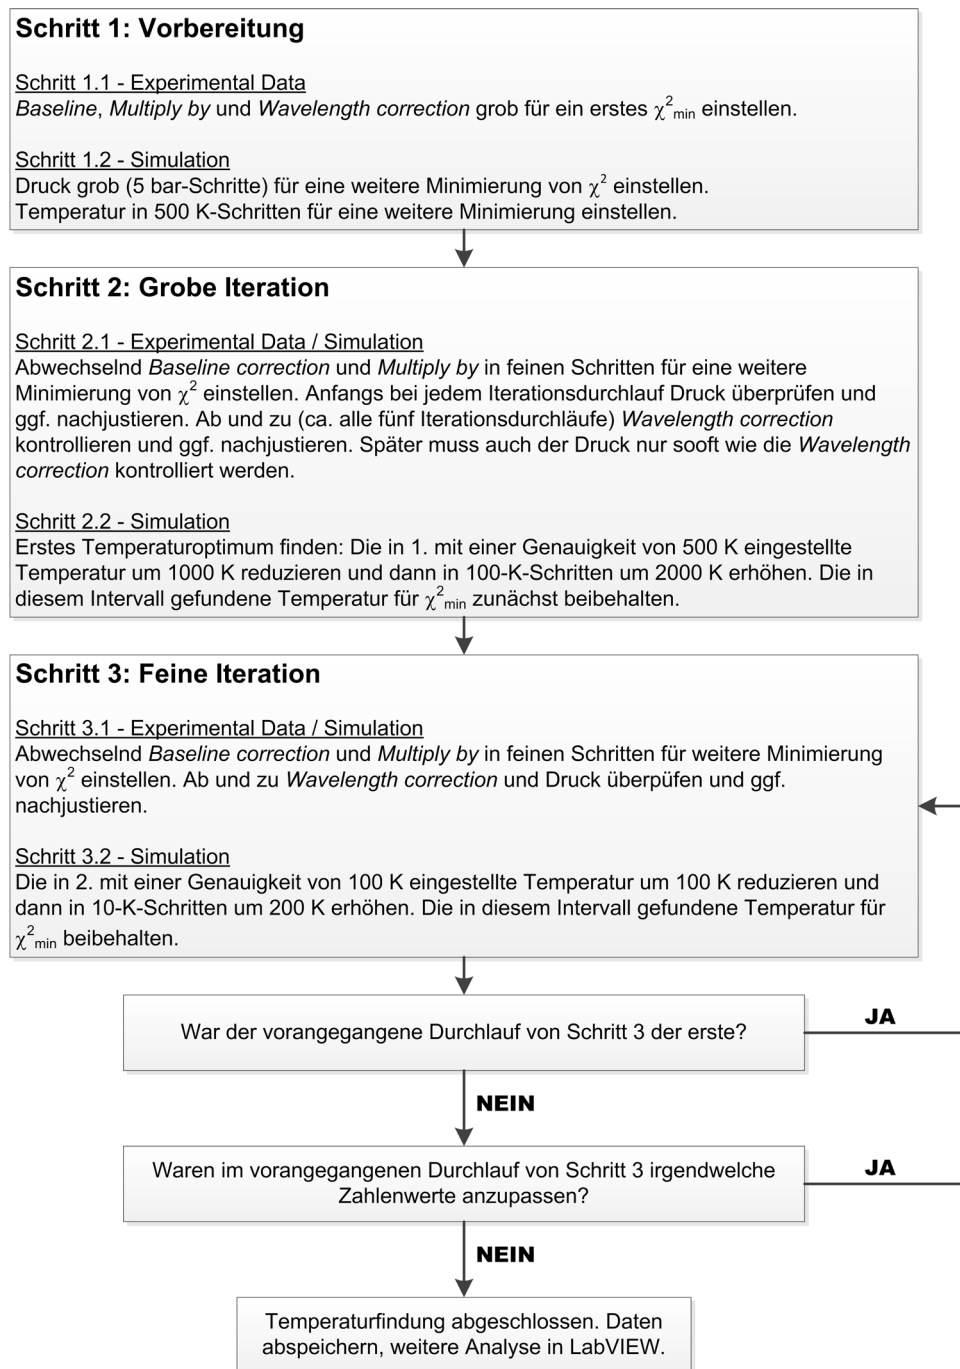 Schritt 1: Vorbereitung
Schritt 1.1 - Experimental Data
Baseline, Multiply by und Wavelength correction grob für ein erstes χ²min einstellen.
Schritt 1.2 - Simulation
Druck grob (5 bar-Schritte) für eine weitere Minimierung von χ² einstellen.
Temperatur in 500 K-Schritten für eine weitere Minimierung einstellen.
Schritt 2: Grobe Iteration
Schritt 2.1 - Experimental Data / Simulation
Abwechselnd Baseline correction und Multiply by in feinen Schritten für eine weitere
Minimierung von χ² einstellen. Anfangs bei jedem Iterationsdurchlauf Druck überprüfen und
ggf. nachjustieren. Ab und zu (ca. alle fünf Iterationsdurchläufe) Wavelength correction
kontrollieren und ggf. nachjustieren. Später muss auch der Druck nur sooft wie die Wavelength
correction kontrolliert werden.
Schritt 2.2 - Simulation
Erstes Temperaturoptimum finden: Die in 1. mit einer Genauigkeit von 500 K eingestellte
Temperatur um 1000 K reduzieren und dann in 100-K-Schritten um 2000 K erhöhen. Die in
diesem Intervall gefundene Temperatur für χ²min zunächst beibehalten.
Schritt 3: Feine Iteration
Schritt 3.1 - Experimental Data / Simulation
Abwechselnd Baseline correction und Multiply by in feinen Schritten für weitere Minimierung
von χ² einstellen. Ab und zu Wavelength correction und Druck überpüfen und ggf.
nachjustieren.
Schritt 3.2 - Simulation
Die in 2. mit einer Genauigkeit von 100 K eingestellte Temperatur um 100 K reduzieren und
dann in 10-K-Schritten um 200 K erhöhen. Die in diesem Intervall gefundene Temperatur für
χ²min beibehalten.
War der vorangegangene Durchlauf von Schritt 3 der erste?
JA
NEIN
Waren im vorangegangenen Durchlauf von Schritt 3 irgendwelche
Zahlenwerte anzupassen?
JA
NEIN
Temperaturfindung abgeschlossen. Daten
abspeichern, weitere Analyse in LabVIEW.